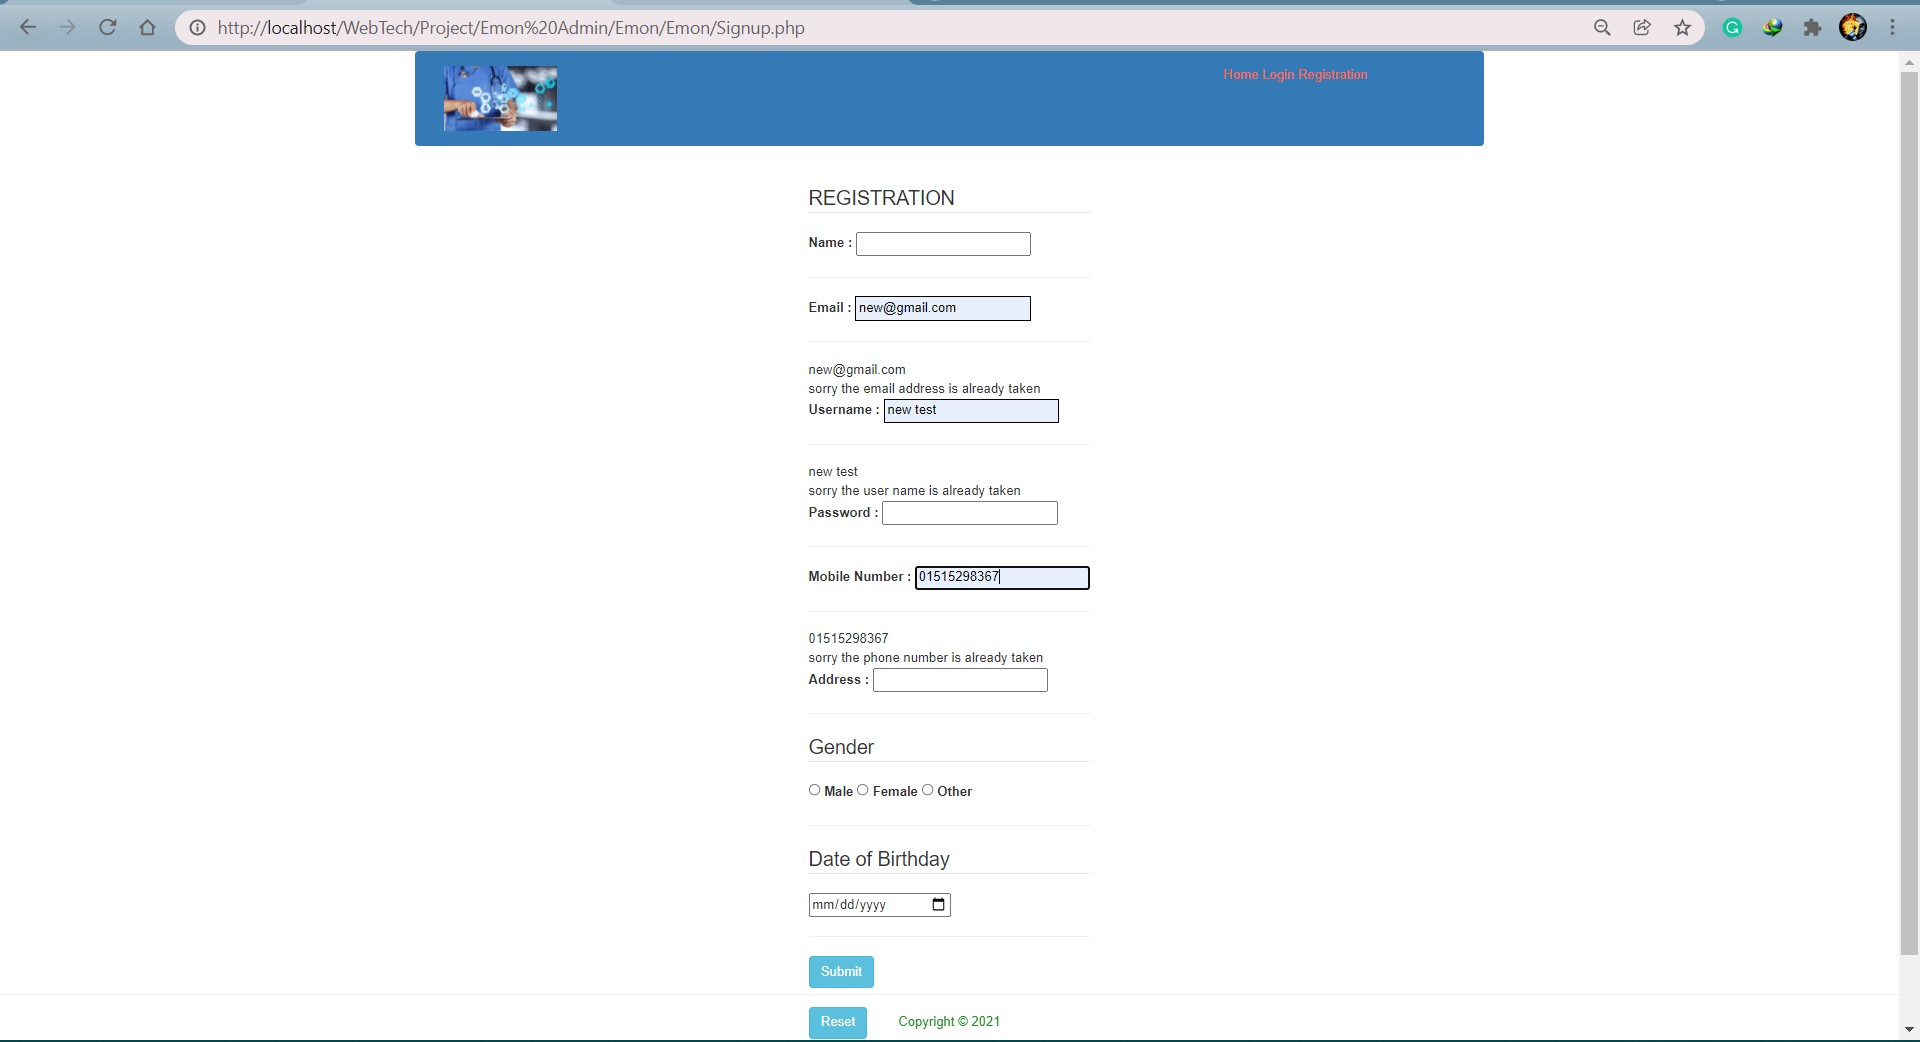 http://localhost/WebTech/Project/Emon%20Admin/Emon/Emon/Signup.php
Home Login Registration
REGISTRATION
Name :
Email : new@gmail.com
new@gmail.com
sorry the email address is already taken
Username : new test
new test
sorry the user name is already taken
Password :
Mobile Number : 01515298367
01515298367
sorry the phone number is already taken
Address :
Gender
Male Female Other
Date of Birthday
mm/dd/yyyy
Submit
Reset Copyright © 2021